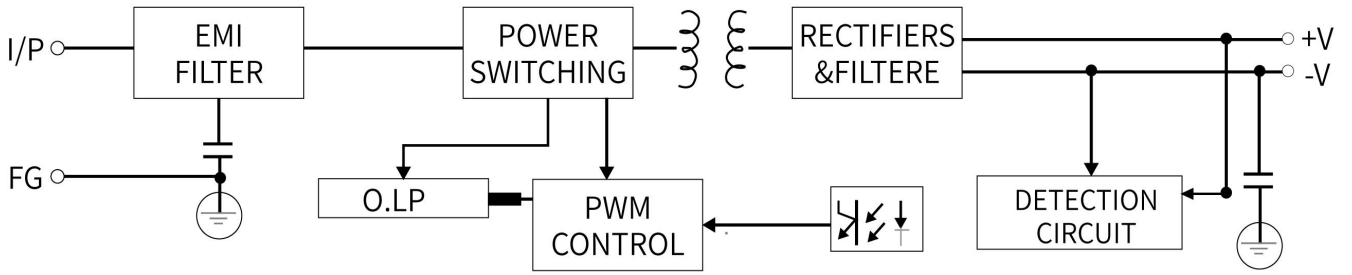 I/P
EMI
FILTER
POWER
SWITCHING
RECTIFIERS
&FILTERE
+V
-V
FG
O.LP
PWM
CONTROL
DETECTION
CIRCUIT